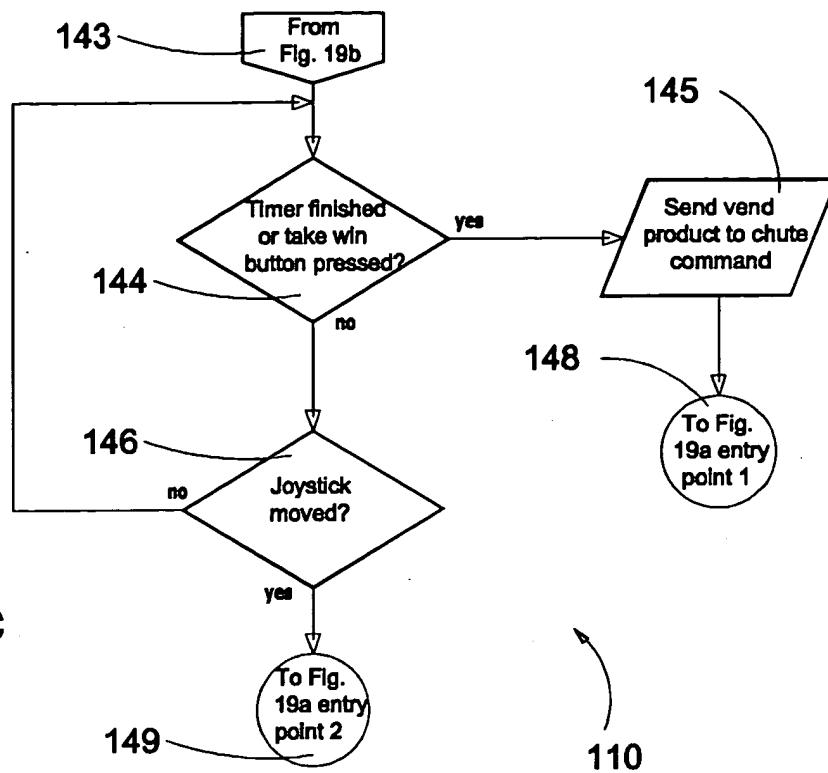 143
From
Fig. 19b
145
Timer finished
or take win
button pressed?
yes
Send vend
product to chute
command
144
no
148
To Fig.
19a entry
point 1
146
no
Joystick
moved?
yes
To Fig.
19a entry
point 2
149
110